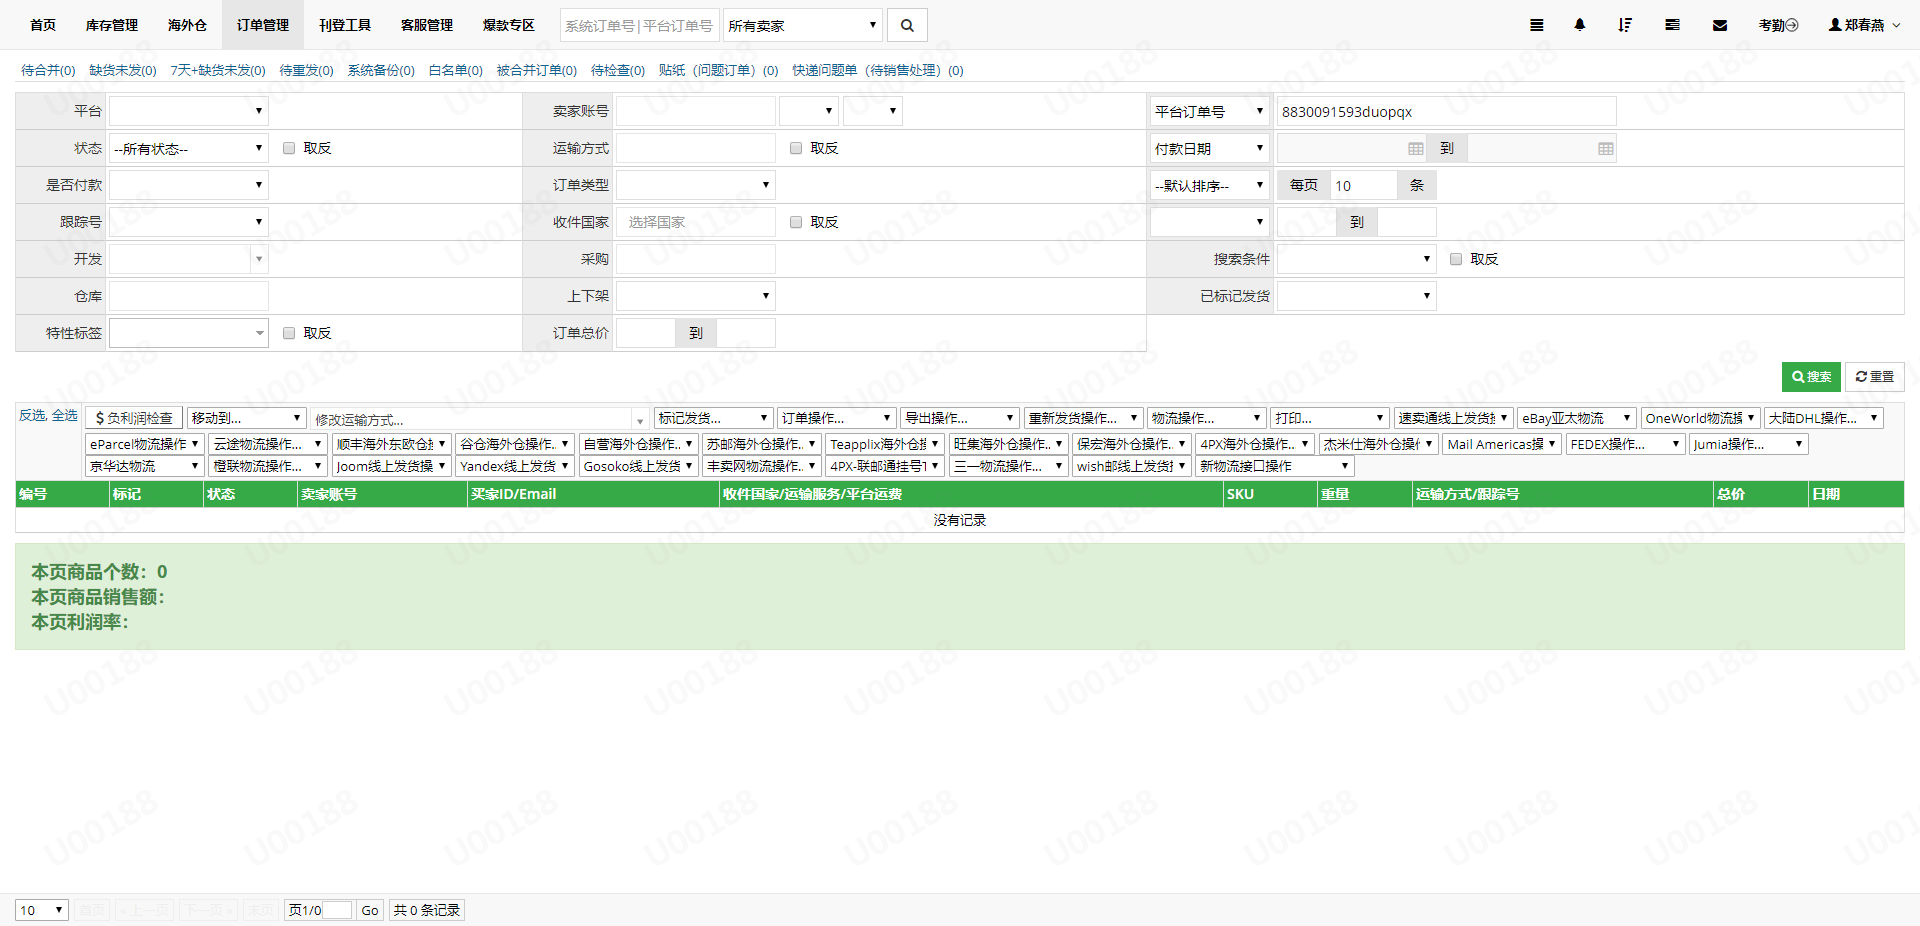 首页 库存管理 海外仓 订单管理 刊登工具 客服管理 爆款专区 系统订单号|平台订单号 所有卖家 考勤 郑春燕
待合并(0) 缺货未发(0) 7天+缺货未发(0) 待重发(0) 系统备份(0) 白名单(0) 被合并订单(0) 待检查(0) 贴纸（问题订单）(0) 快递问题单（待销售处理）(0)
平台 卖家账号 平台订单号 8830091593duopqx
状态 --所有状态-- 取反 运输方式 取反 付款日期 到
是否付款 订单类型 --默认排序-- 每页 10 条
跟踪号 收件国家 选择国家 取反 到
开发 采购 搜索条件 取反
仓库 上下架 已标记发货
特性标签 取反 订单总价 到
搜索 重置
反选, 全选 $ 负利润检查 移动到... 修改运输方式... 标记发货... 订单操作... 导出操作... 重新发货操作... 物流操作... 打印... 速卖通线上发货 eBay亚太物流 OneWorld物流操 大陆DHL操作...
eParcel物流操作 云途物流操作... 顺丰海外东欧仓 谷仓海外仓操作.. 自营海外仓操作.. 苏邮海外仓操作.. Teapplix海外仓 旺集海外仓操作.. 保宏海外仓操作.. 4PX海外仓操作.. 杰米仕海外仓操作 Mail Americas操 FEDEX操作... Jumia操作...
京华达物流 橙联物流操作... Joom线上发货操 Yandex线上发货 Gosoko线上发货 丰卖网物流操作.. 4PX-联邮通挂号 三一物流操作... wish邮线上发货 新物流接口操作
编号 标记 状态 卖家账号 买家ID/Email 收件国家/运输服务/平台运费 SKU 重量 运输方式/跟踪号 总价 日期
没有记录
本页商品个数：0
本页商品销售额：
本页利润率：
10 首页 « 上一页 下一页 » 末页 页1/0 Go 共 0 条记录
U00188